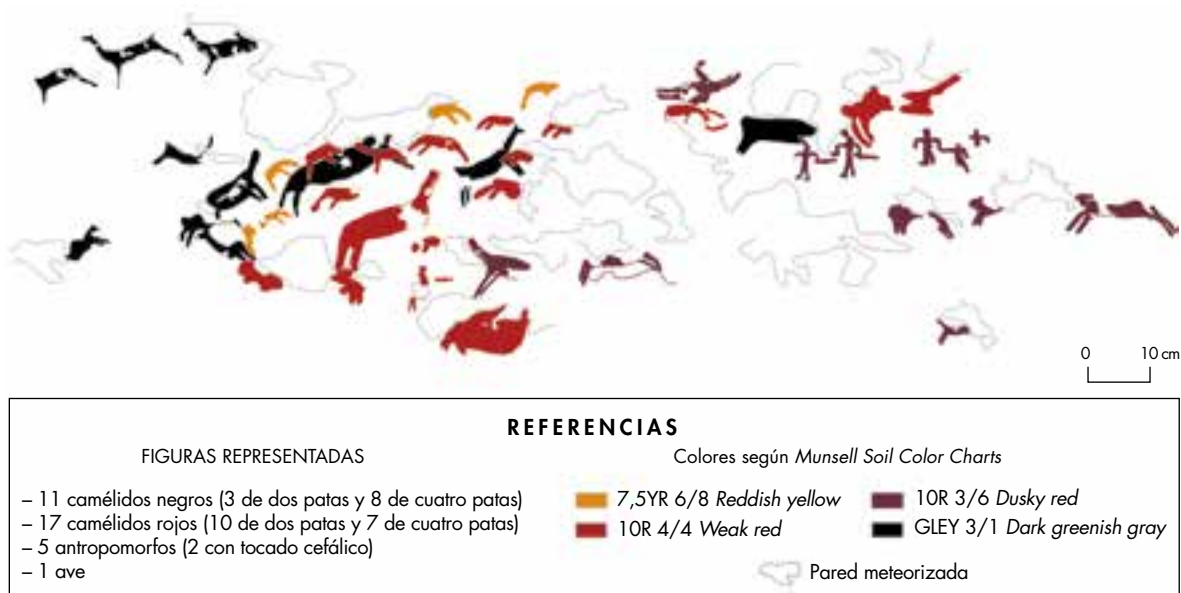 0 10 cm
REFERENCIAS
FIGURAS REPRESENTADAS
– 11 camélidos negros (3 de dos patas y 8 de cuatro patas)
– 17 camélidos rojos (10 de dos patas y 7 de cuatro patas)
– 5 antropomorfos (2 con tocado cefálico)
– 1 ave
Colores según Munsell Soil Color Charts
7,5YR 6/8 Reddish yellow
10R 4/4 Weak red
10R 3/6 Dusky red
GLEY 3/1 Dark greenish gray
Pared meteorizada